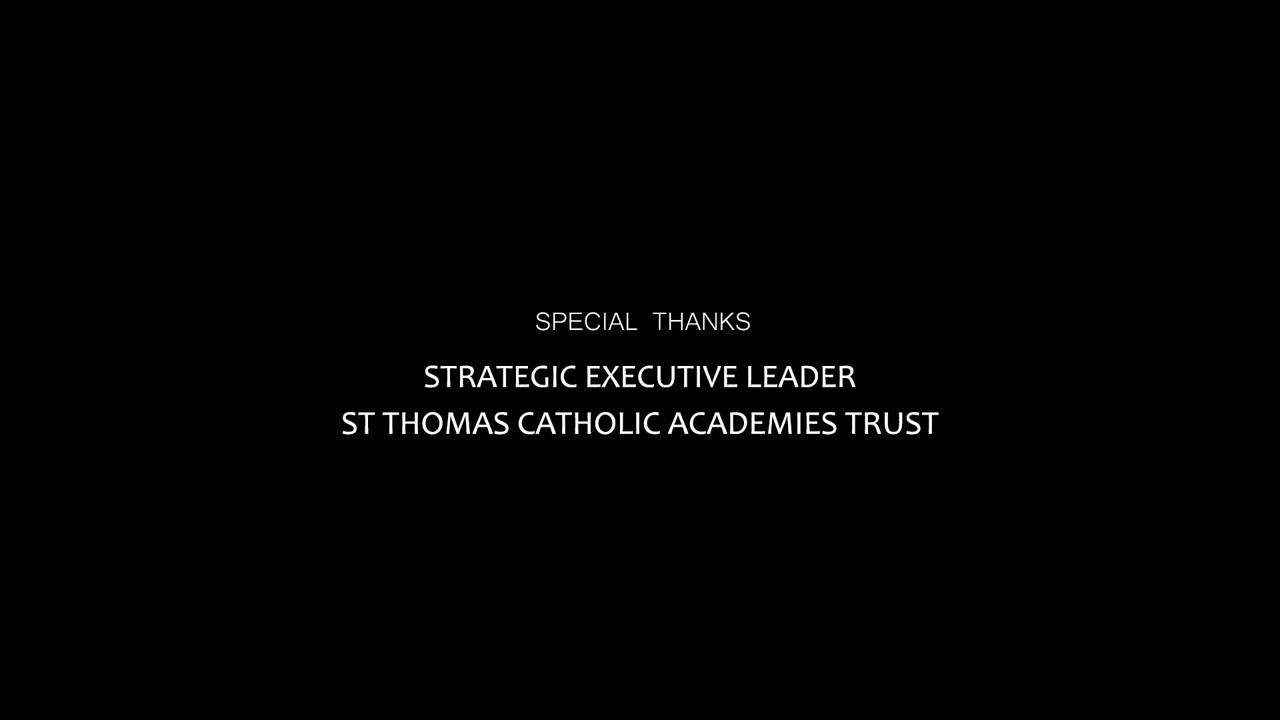 SPECIAL THANKS
STRATEGIC EXECUTIVE LEADER
ST THOMAS CATHOLIC ACADEMIES TRUST